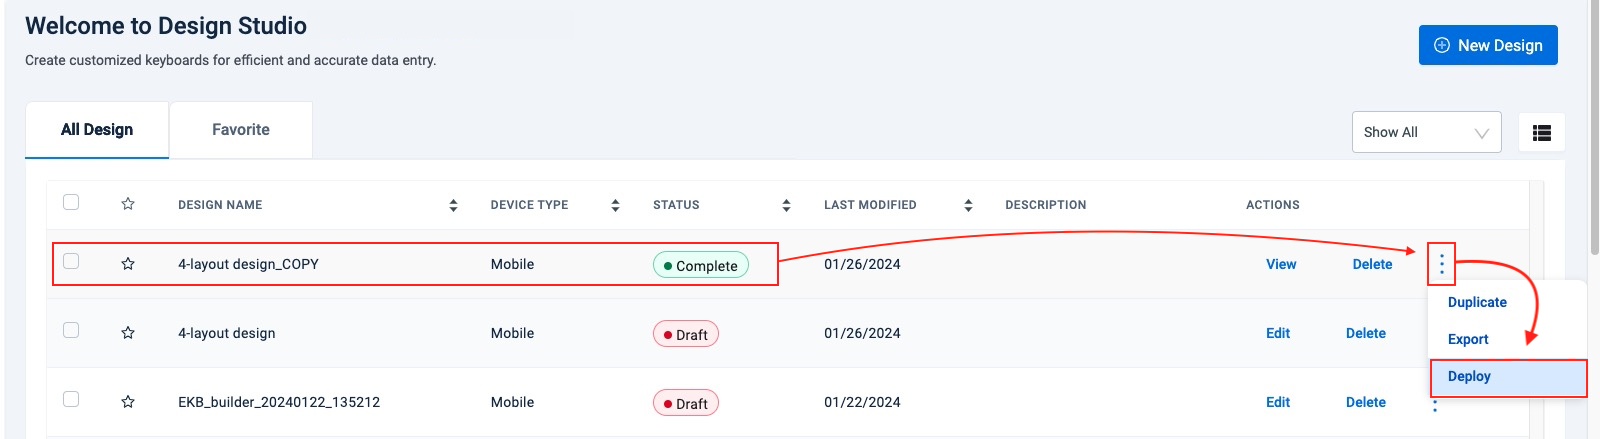 Welcome to Design Studio
Create customized keyboards for efficient and accurate data entry.
New Design
All Design
Favorite
Show All
DESIGN NAME DEVICE TYPE STATUS LAST MODIFIED DESCRIPTION ACTIONS
4-layout design_COPY Mobile Complete 01/26/2024 View Delete
Duplicate
4-layout design Mobile Draft 01/26/2024 Edit Delete
Export
Deploy
EKB_builder_20240122_135212 Mobile Draft 01/22/2024 Edit Delete